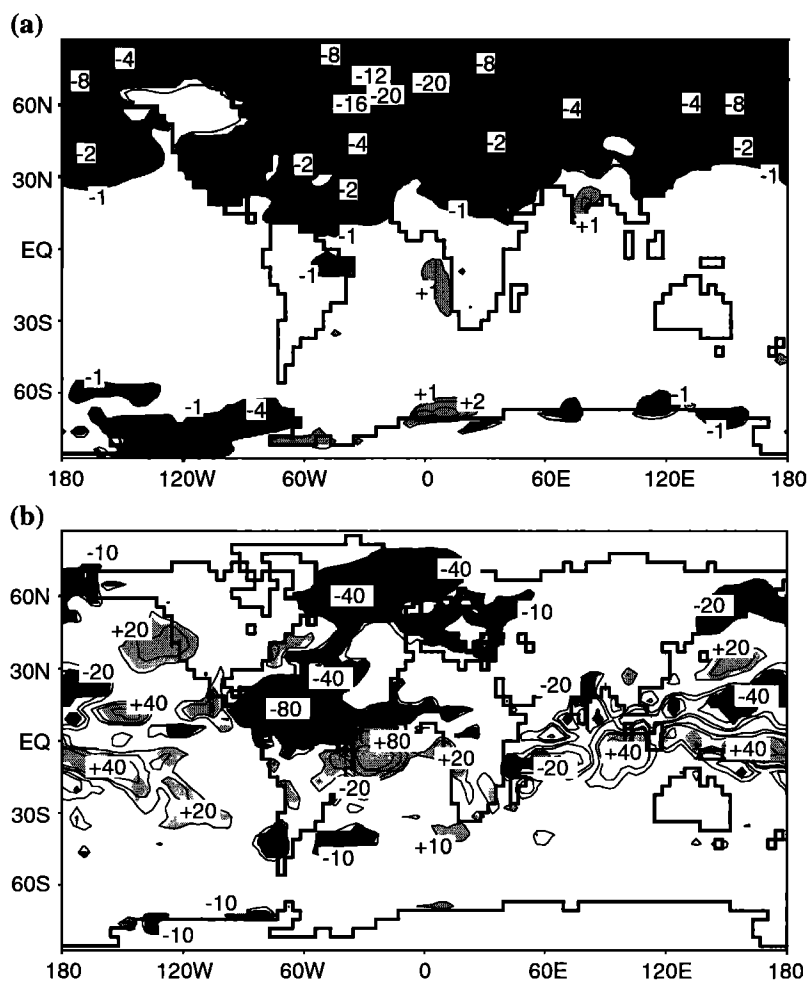 (a)
-4 -8 -8
-8 -12 -20
60N -16 -20 -4 -4 -8
-2 -4 -2 -2
-2
30N -1 -2 -1
-1 +1
EQ -1
-1
+1
30S
60S -1 +1 -1
-1 -4 +2
-1
180 120W 60W 0 60E 120E 180
(b)
-10 -40
60N -40 -10 -20
+20 +20
30N -20 -40 -20 -40
+40 -80
EQ +80
+40 +20 -20 +40 +40
+20 -20
30S
-10 +10
60S
-10
-10
180 120W 60W 0 60E 120E 180